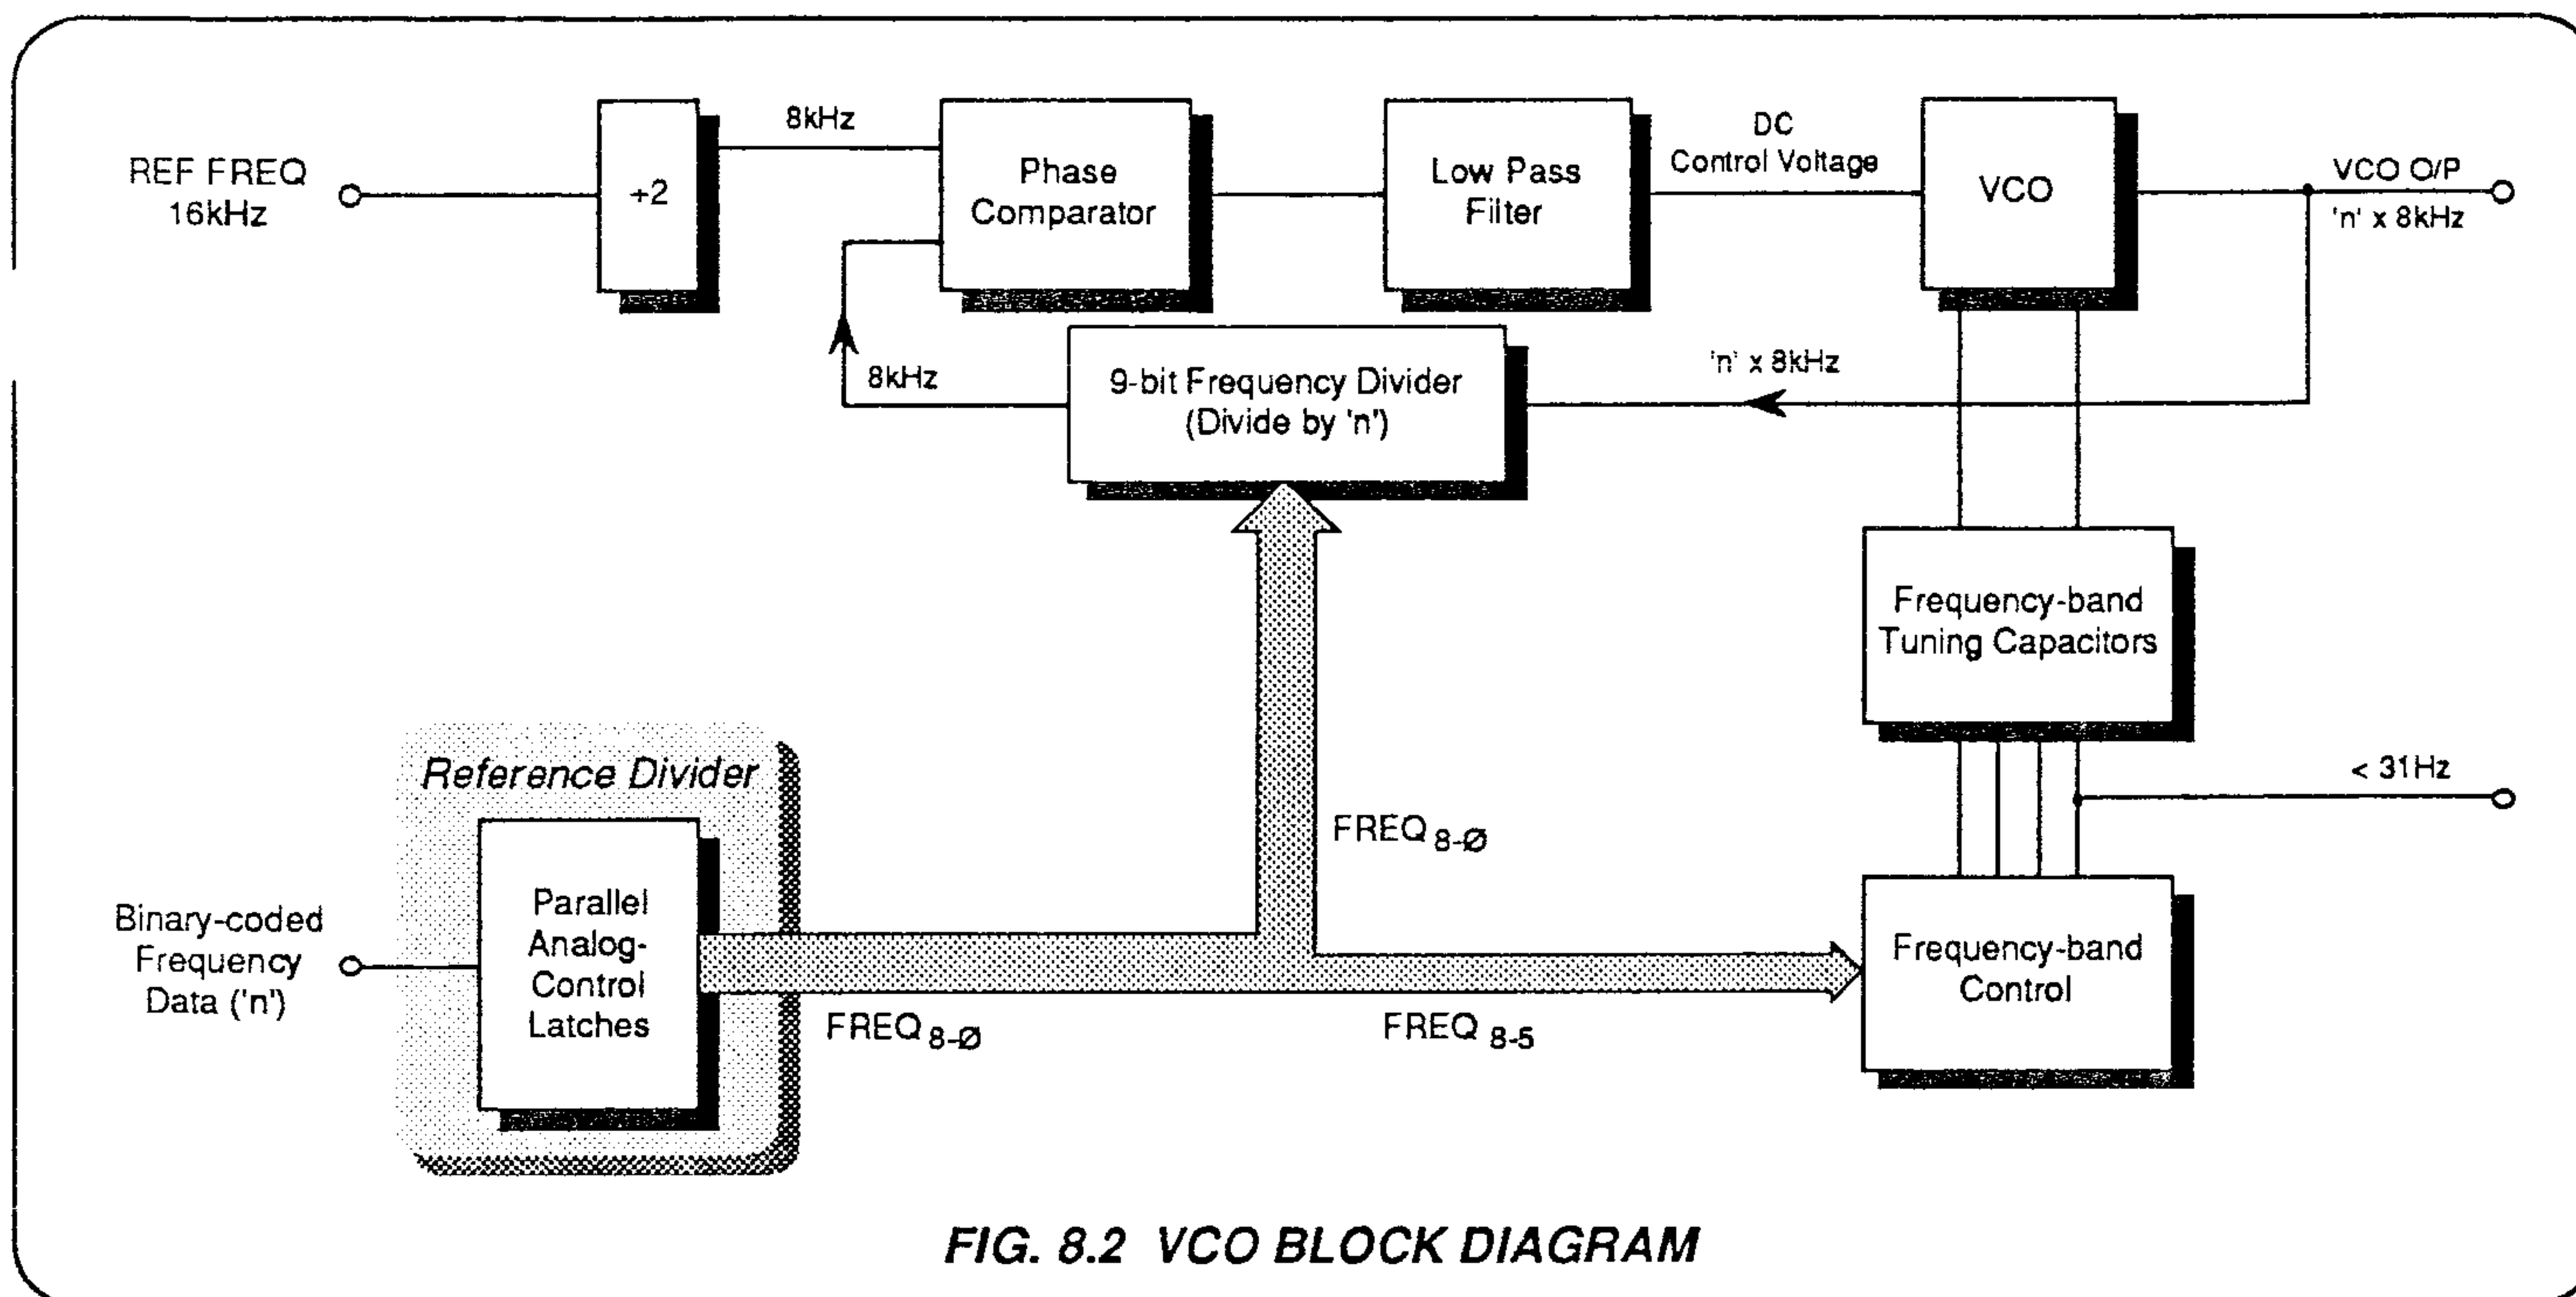 REF FREQ
16kHz
+2
8kHz
Phase
Comparator
Low Pass
Filter
DC
Control Voltage
VCO
VCO O/P
'n' x 8kHz
8kHz
9-bit Frequency Divider
(Divide by 'n')
'n' x 8kHz
Frequency-band
Tuning Capacitors
< 31Hz
Reference Divider
Parallel
Analog-
Control
Latches
Binary-coded
Frequency
Data ('n')
FREQ 8-Ø
FREQ 8-Ø
FREQ 8-5
Frequency-band
Control
FIG. 8.2 VCO BLOCK DIAGRAM